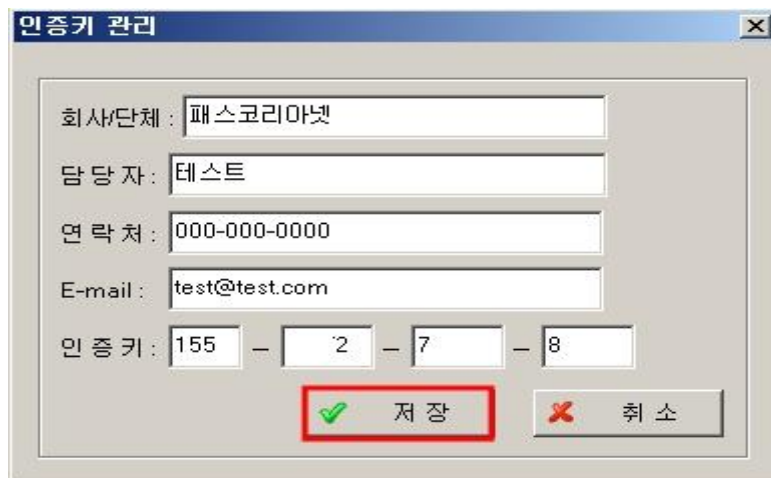 인증키 관리
회사/단체 : 패스코리아넷
담 당 자 : 테스트
연 락 처 : 000-000-0000
E-mail : test@test.com
인 증 키 : 155 - 2 - 7 - 8
저 장 취 소